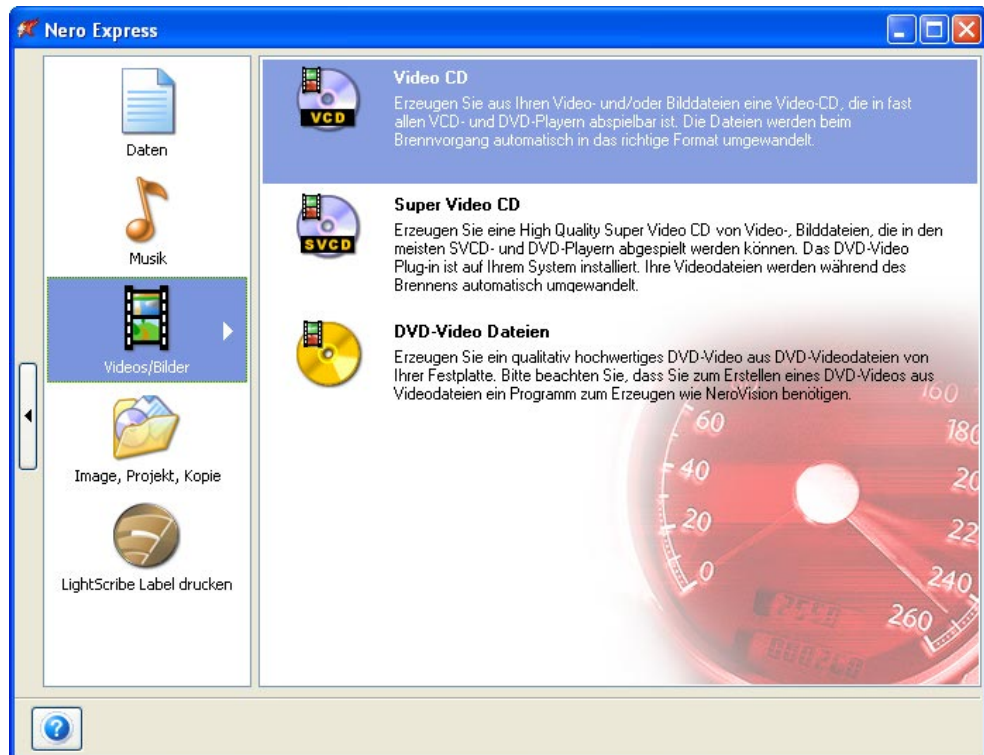 Nero Express
Daten
Musik
Videos/Bilder
Image, Projekt, Kopie
LightScribe Label drucken
Video CD
VCD
Erzeugen Sie aus Ihren Video- und/oder Bilddateien eine Video-CD, die in fast
allen VCD- und DVD-Playern abspielbar ist. Die Dateien werden beim
Brennvorgang automatisch in das richtige Format umgewandelt.
Super Video CD
SVCD
Erzeugen Sie eine High Quality Super Video CD von Video-, Bilddateien, die in den
meisten SVCD- und DVD-Playern abgespielt werden können. Das DVD-Video
Plug-in ist auf Ihrem System installiert. Ihre Videodateien werden während des
Brennens automatisch umgewandelt.
DVD-Video Dateien
Erzeugen Sie ein qualitativ hochwertiges DVD-Video aus DVD-Videodateien von
Ihrer Festplatte. Bitte beachten Sie, dass Sie zum Erstellen eines DVD-Videos aus
Videodateien ein Programm zum Erzeugen wie NeroVision benötigen.
0
20
40
60
160
180
20
22
240
260